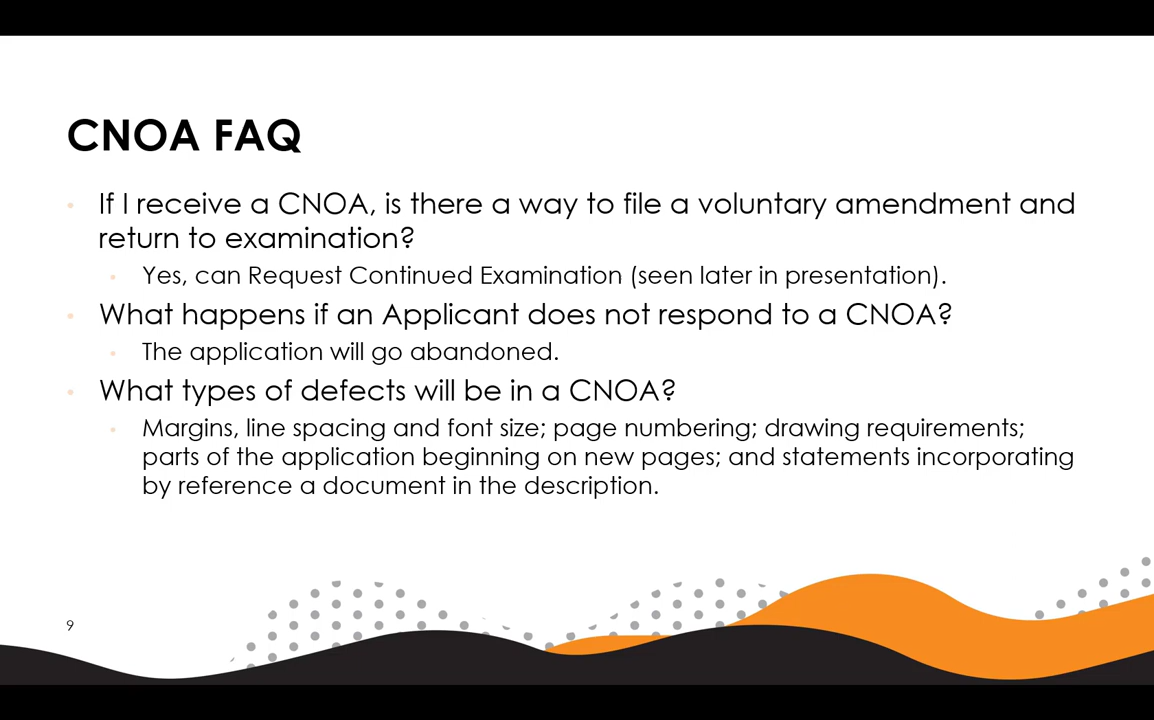 CNOA FAQ
If I receive a CNOA, is there a way to file a voluntary amendment and
return to examination?
Yes, can Request Continued Examination (seen later in presentation).
What happens if an Applicant does not respond to a CNOA?
The application will go abandoned.
What types of defects will be in a CNOA?
Margins, line spacing and font size; page numbering; drawing requirements;
parts of the application beginning on new pages; and statements incorporating
by reference a document in the description.
9